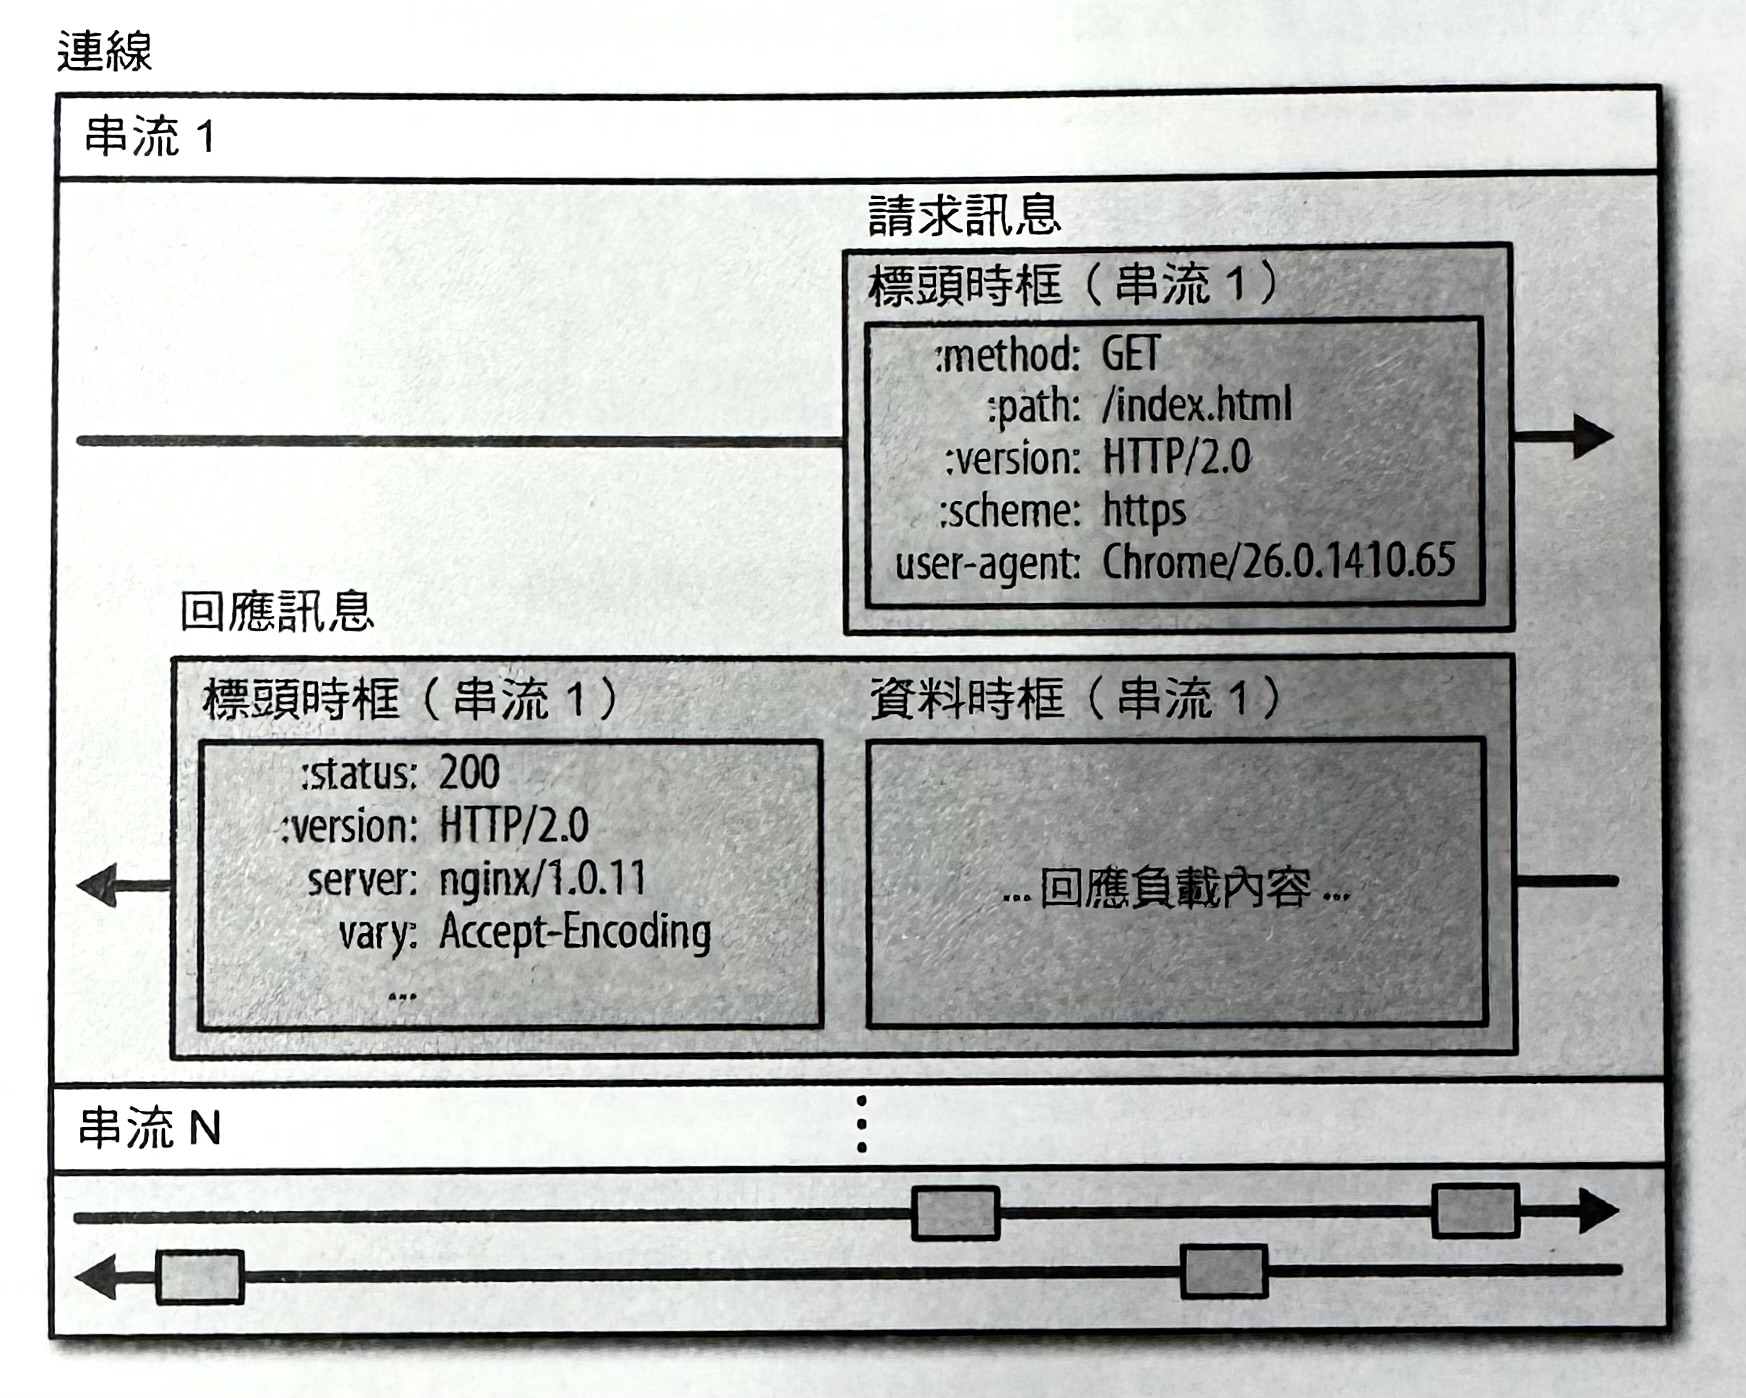 連線
串流 1
請求訊息
標頭時框（串流 1）
:method: GET
:path: /index.html
:version: HTTP/2.0
:scheme: https
user-agent: Chrome/26.0.1410.65
回應訊息
標頭時框（串流 1）
:status: 200
:version: HTTP/2.0
server: nginx/1.0.11
vary: Accept-Encoding
...
資料時框（串流 1）
... 回應負載內容 ...
串流 N